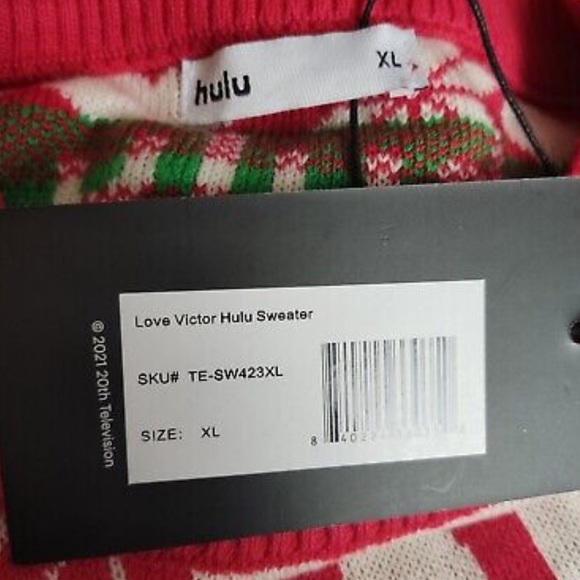 hulu
XL
Love Victor Hulu Sweater
SKU# TE-SW423XL
SIZE: XL
© 2021 20th Television